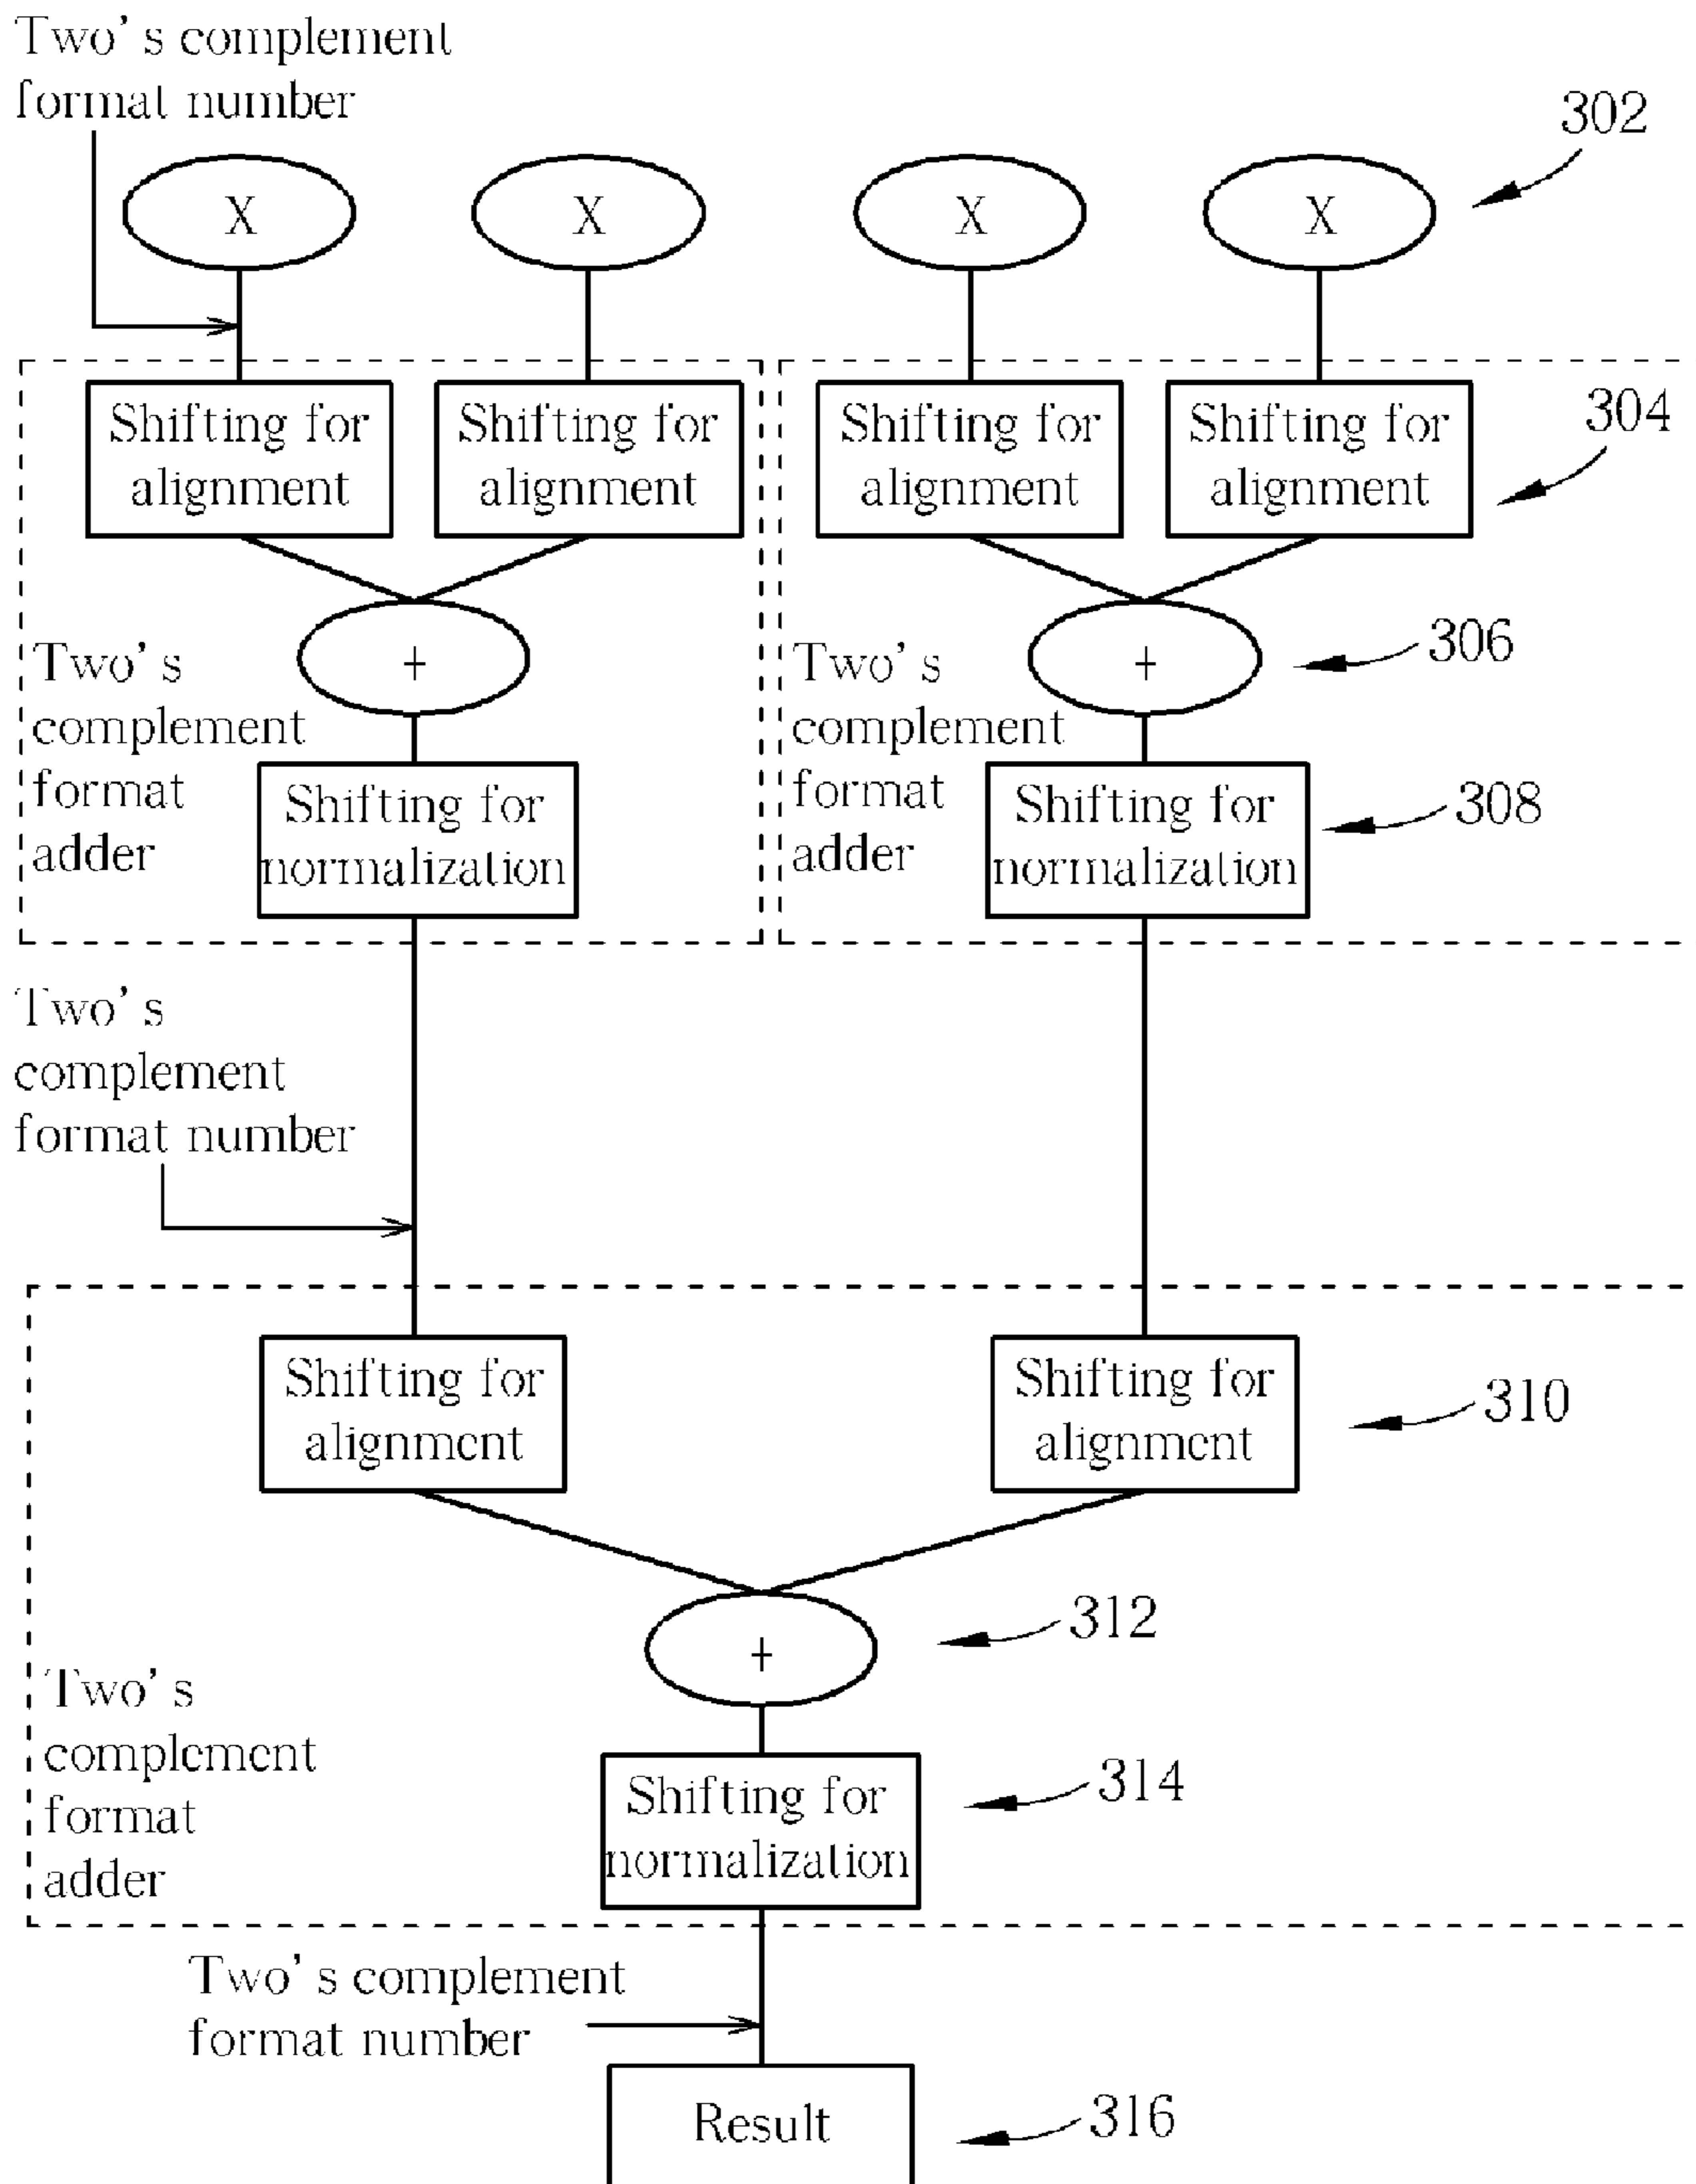 Two's complement
format number
302
X X X X
304
Shifting for
alignment
Shifting for
alignment
Shifting for
alignment
Shifting for
alignment
+
+
306
Two's
complement
format
adder
Two's
complement
format
adder
Shifting for
normalization
Shifting for
normalization
308
Two's
complement
format number
Shifting for
alignment
Shifting for
alignment
310
+
312
Two's
complement
format
adder
Shifting for
normalization
314
Two's complement
format number
Result
316